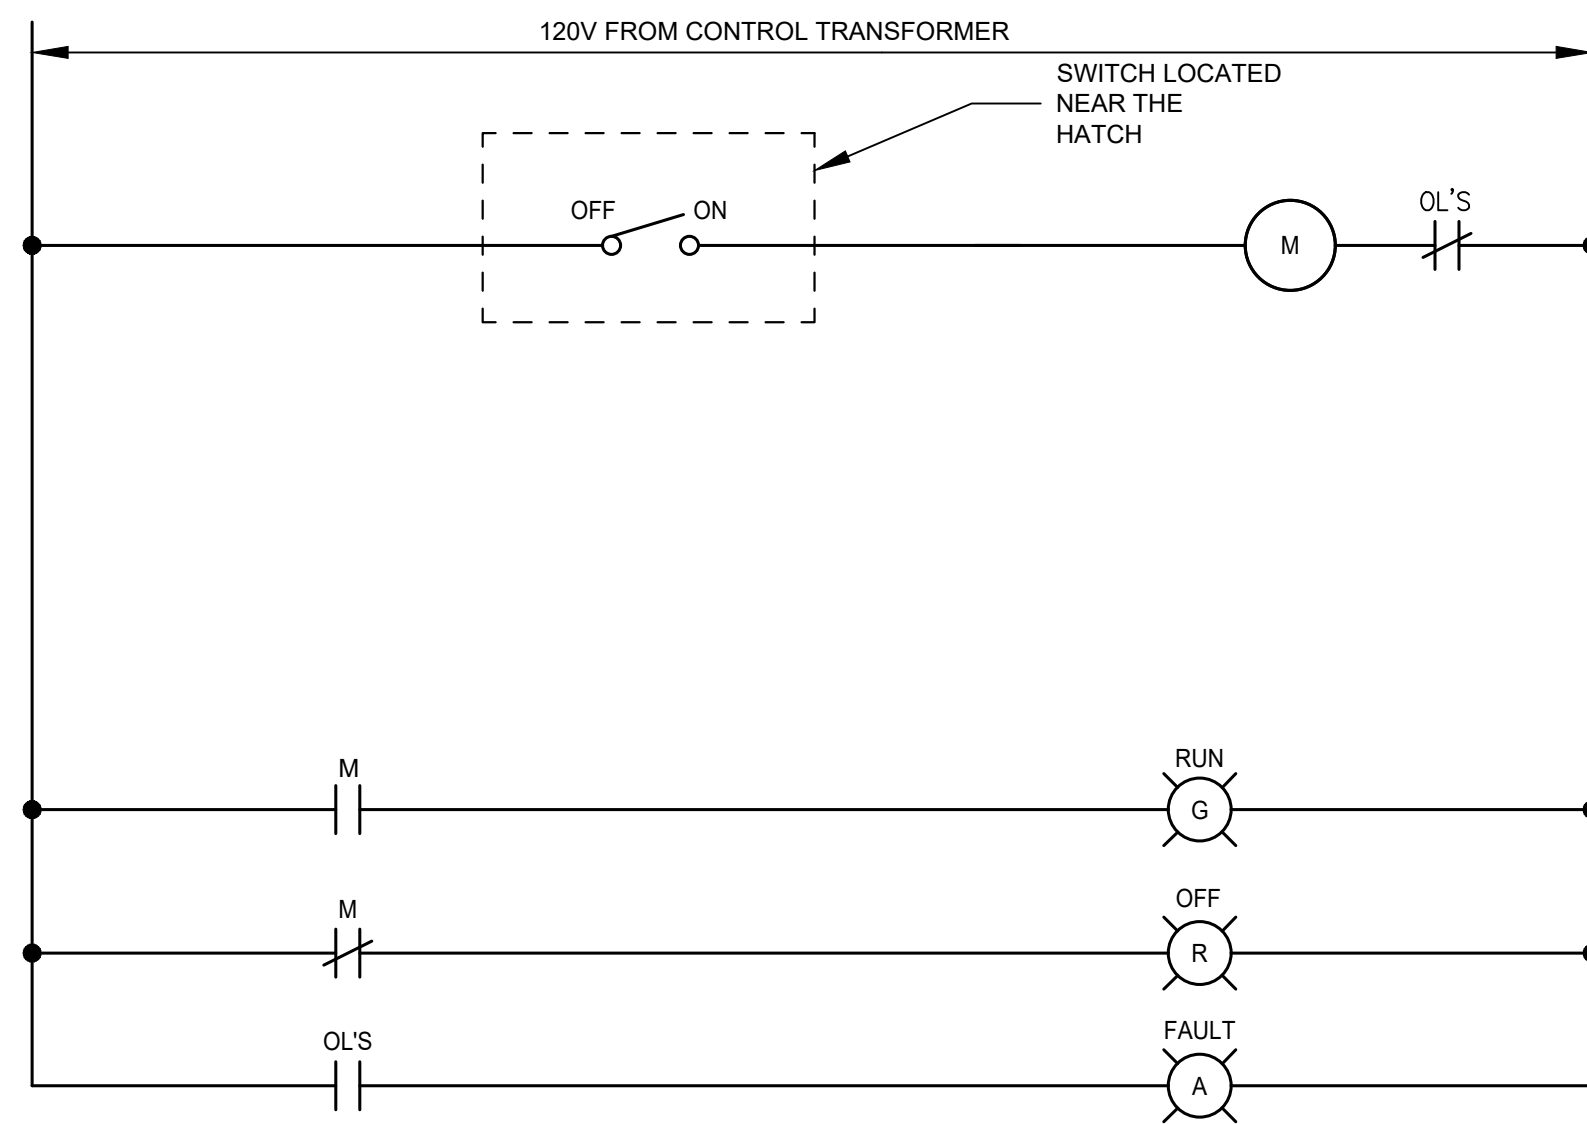 120V FROM CONTROL TRANSFORMER
SWITCH LOCATED
NEAR THE
HATCH
OFF
ON
OL'S
M
M
RUN
G
M
OFF
R
OL'S
FAULT
A